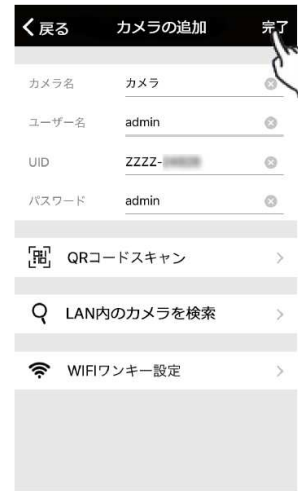 戻る カメラの追加 完了
カメラ名 カメラ
ユーザー名 admin
UID ZZZZ-
パスワード admin
QRコードスキャン
LAN内のカメラを検索
WIFIワンキー設定